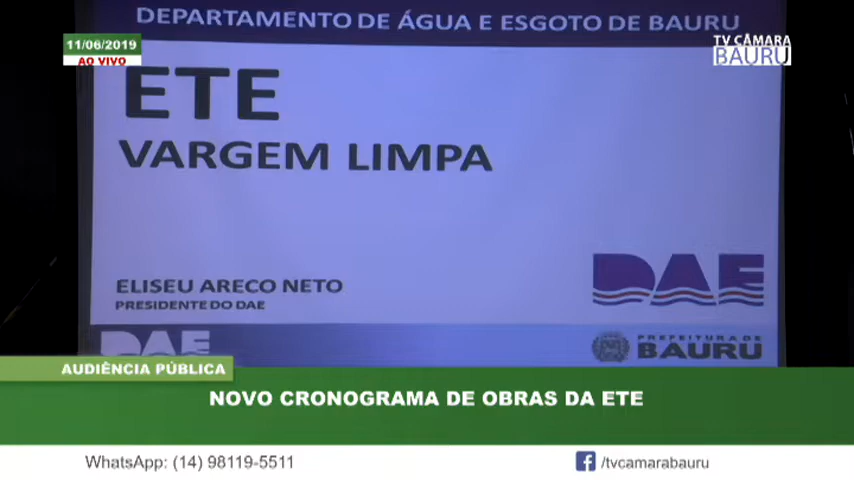 DEPARTAMENTO DE ÁGUA E ESGOTO DE BAURU
11/06/2019
AO VIVO
TV CÂMARA
BAURU
ETE
VARGEM LIMPA
ELISEU ARECO NETO
PRESIDENTE DO DAE
DAE
DAE
PREFEITURA DE
BAURU
AUDIÊNCIA PÚBLICA
NOVO CRONOGRAMA DE OBRAS DA ETE
WhatsApp: (14) 98119-5511
/tvcamarabauru